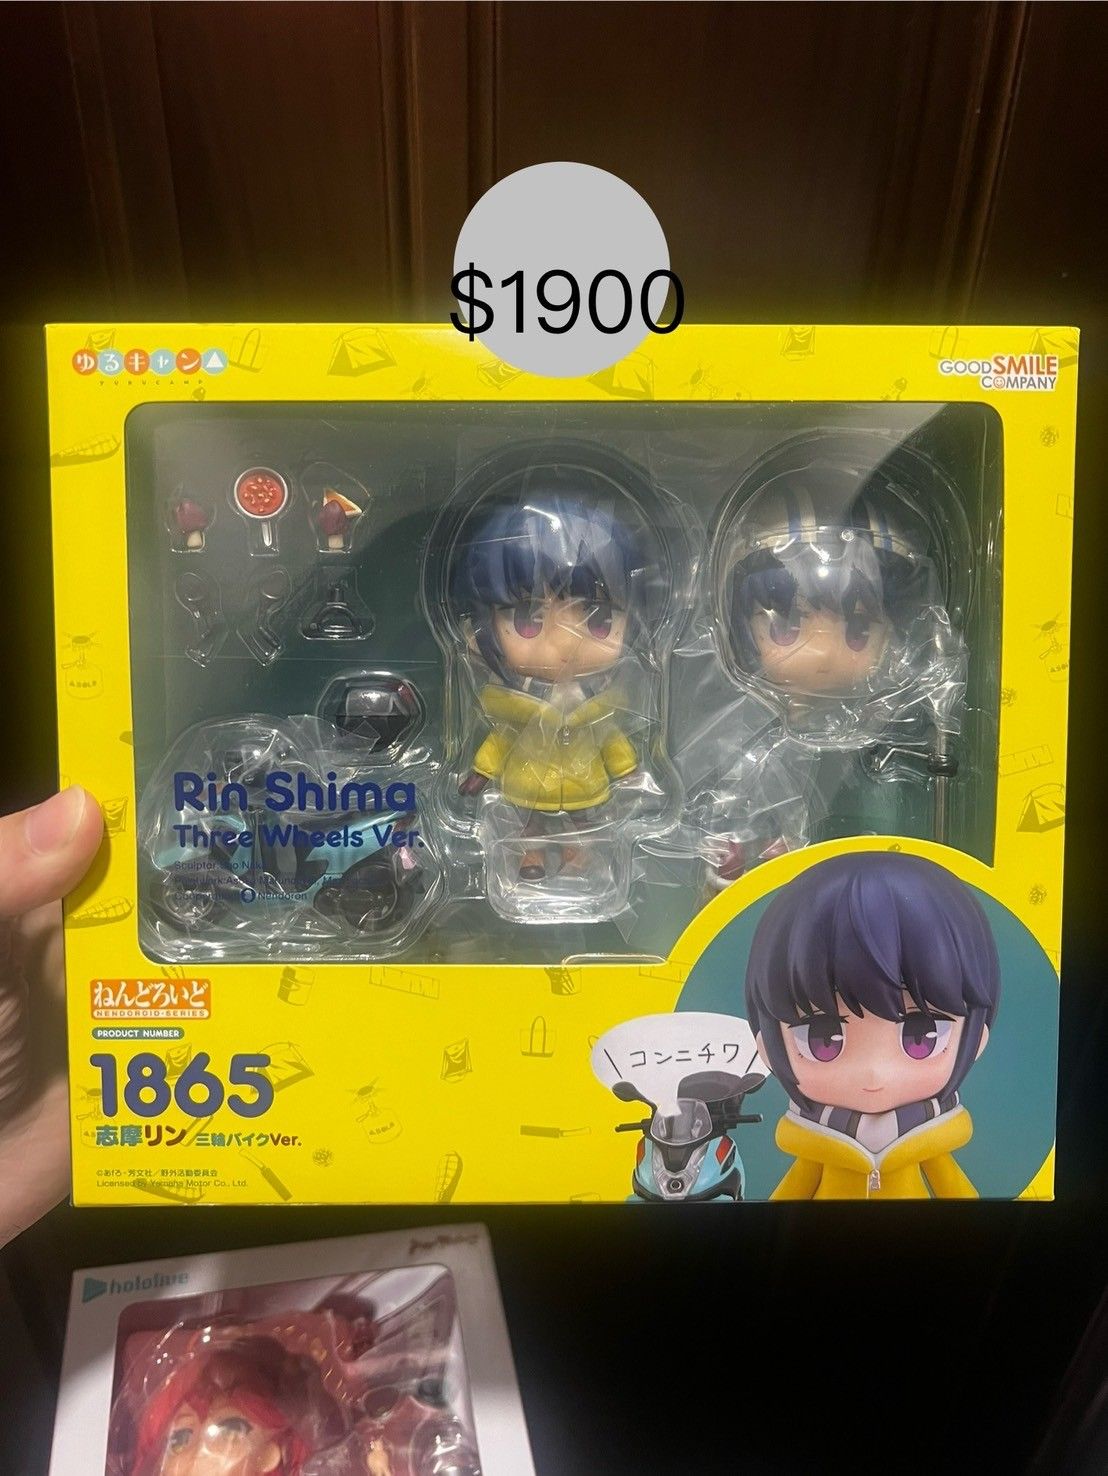 $1900
ゆるキャン△
YURUCAMP
GOOD SMILE
COMPANY
A.SOLO
Rin Shima
Three Wheels Ver.
ねんどろいど
NENDOROID・SERIES
PRODUCT NUMBER
1865
志摩リン 三輪バイクVer.
コンニチワ
©あfろ・芳文社／野外活動委員会
Licensed by Yamaha Motor Co., Ltd.
hololive